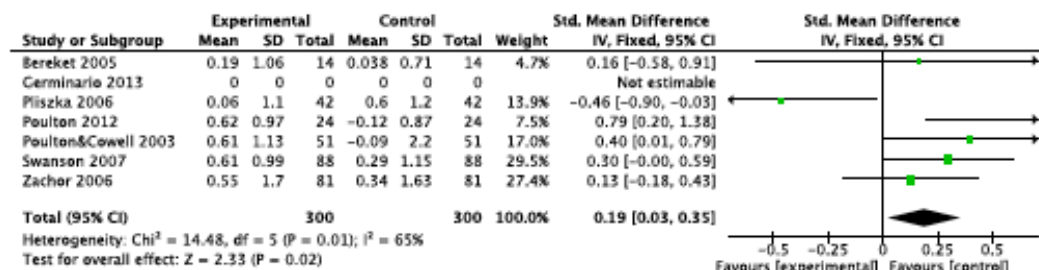 Experimental Control Std. Mean Difference Std. Mean Difference
Study or Subgroup Mean SD Total Mean SD Total Weight IV, Fixed, 95% CI IV, Fixed, 95% CI
Bereket 2005 0.19 1.06 14 0.038 0.71 14 4.7% 0.16 [-0.58, 0.91]
Germinario 2013 0 0 0 0 0 0 Not estimable
Pliszka 2006 0.06 1.1 42 0.6 1.2 42 13.9% -0.46 [-0.90, -0.03]
Poulton 2012 0.62 0.97 24 -0.12 0.87 24 7.5% 0.79 [0.20, 1.38]
Poulton&Cowell 2003 0.61 1.13 51 -0.09 2.2 51 17.0% 0.40 [0.01, 0.79]
Swanson 2007 0.61 0.99 88 0.29 1.15 88 29.5% 0.30 [-0.00, 0.59]
Zachor 2006 0.55 1.7 81 0.34 1.63 81 27.4% 0.13 [-0.18, 0.43]
Total (95% CI) 300 300 100.0% 0.19 [0.03, 0.35]
Heterogeneity: Chi² = 14.48, df = 5 (P = 0.01); I² = 65%
Test for overall effect: Z = 2.33 (P = 0.02)
-0.5 -0.25 0 0.25 0.5
Favours [experimental] Favours [control]